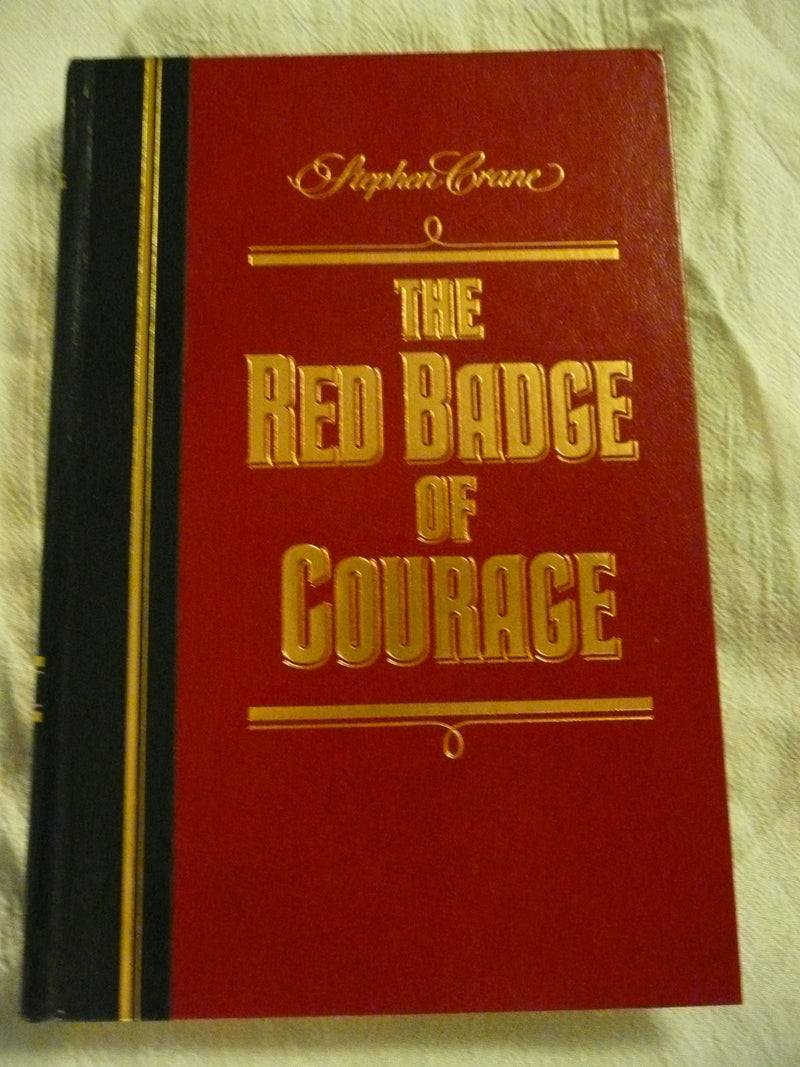 Stephen Crane
THE
RED BADGE
OF
COURAGE